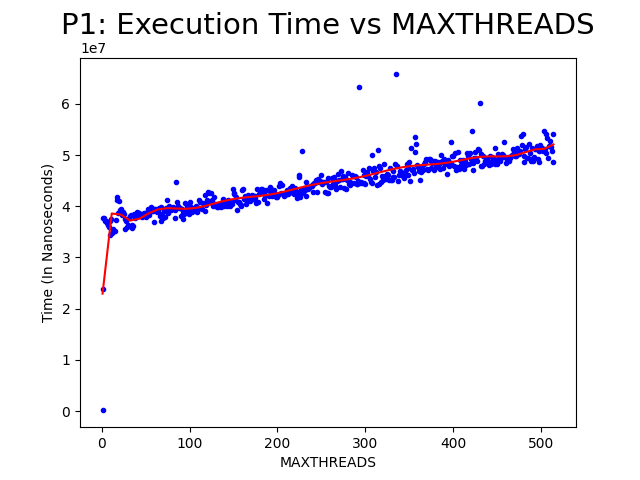 P1: Execution Time vs MAXTHREADS
1e7
6
5
4
3
2
1
0
Time (In Nanoseconds)
0 100 200 300 400 500
MAXTHREADS